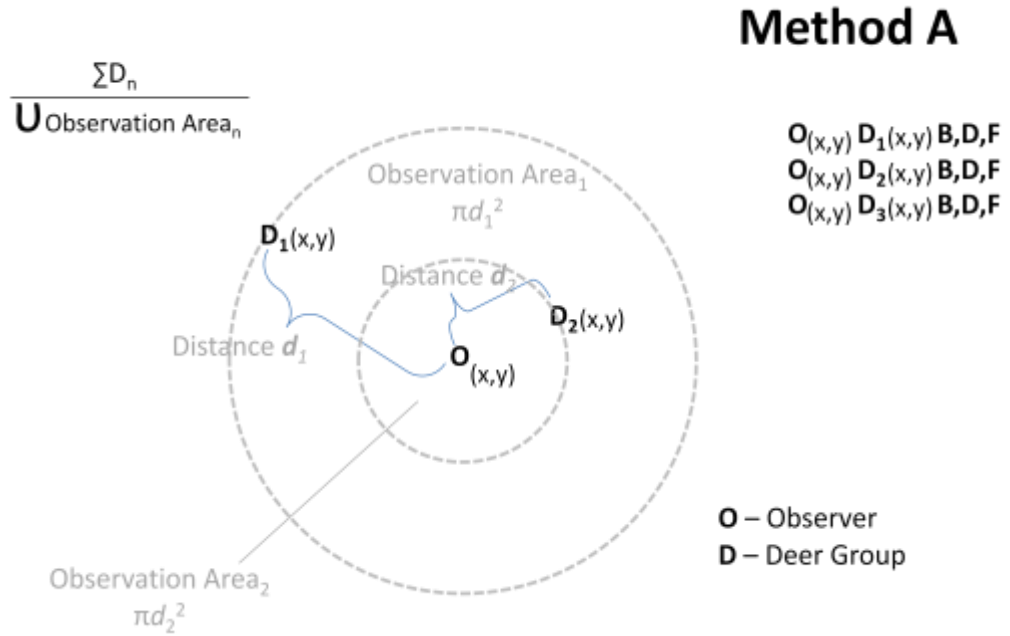 Method A
∑Dₙ
U Observation Areaₙ
O(x,y) D₁(x,y) B,D,F
O(x,y) D₂(x,y) B,D,F
O(x,y) D₃(x,y) B,D,F
Observation Area₁
πd₁²
D₁(x,y)
Distance d₂
D₂(x,y)
Distance d₁
O(x,y)
O – Observer
D – Deer Group
Observation Area₂
πd₂²